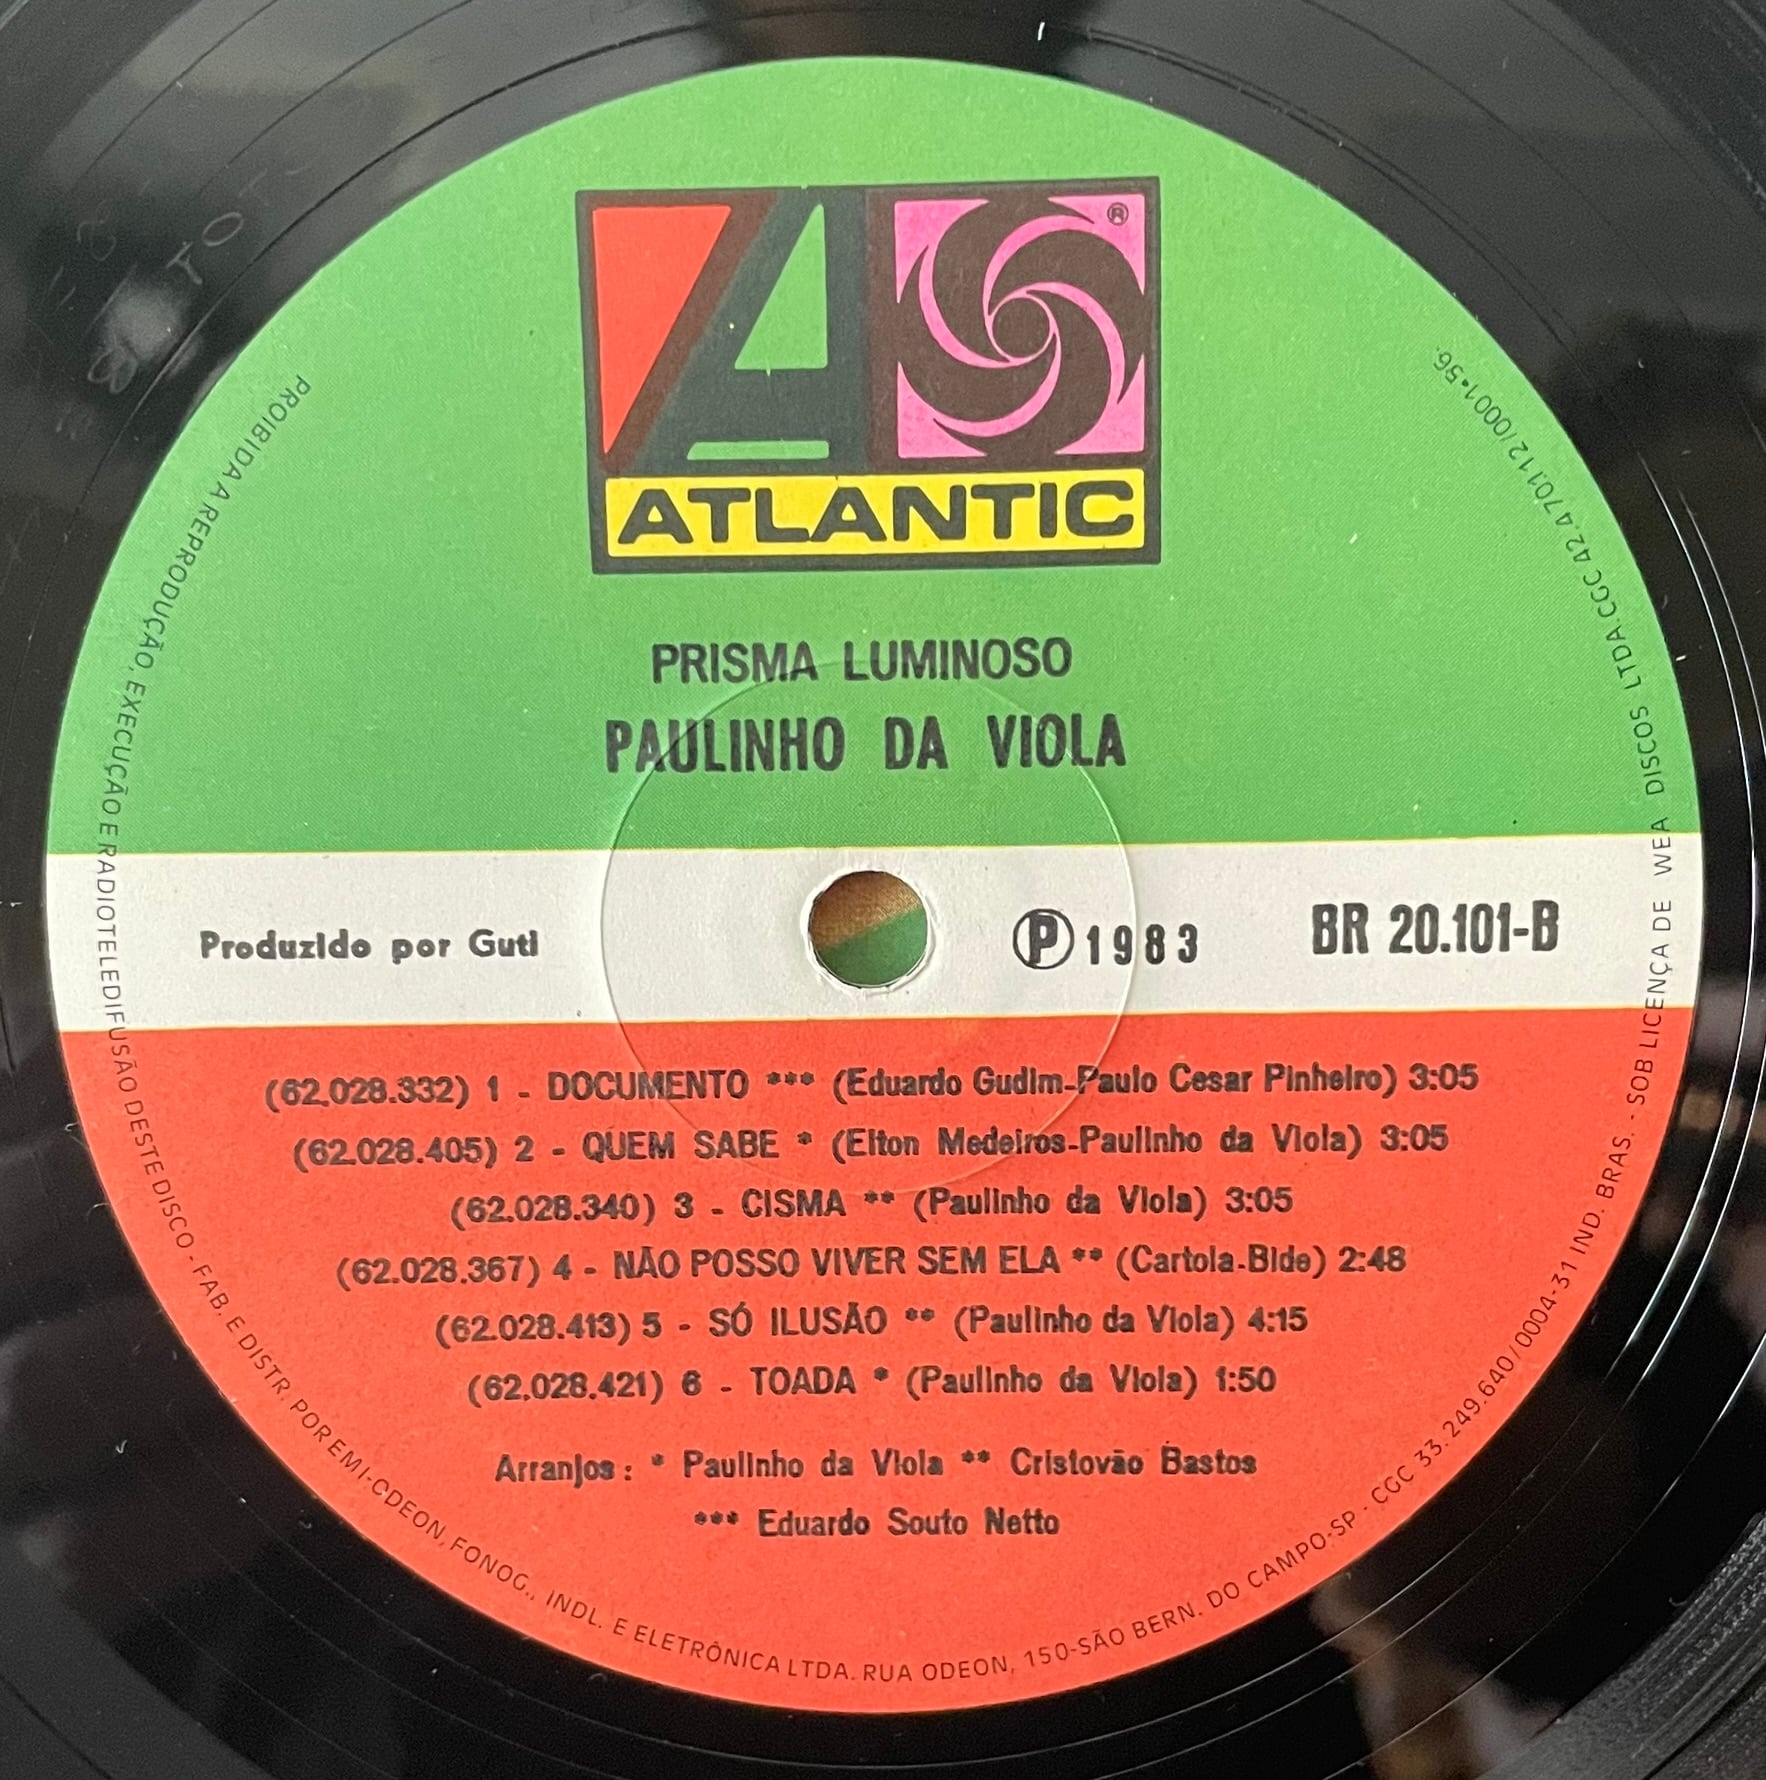 ATLANTIC
®
PRISMA LUMINOSO
PAULINHO DA VIOLA
Produzido por Guti
Ⓟ 1983
BR 20.101-B
(62.028.332) 1 - DOCUMENTO *** (Eduardo Gudim-Paulo Cesar Pinheiro) 3:05
(62.028.405) 2 - QUEM SABE * (Elton Medeiros-Paulinho da Viola) 3:05
(62.028.340) 3 - CISMA ** (Paulinho da Viola) 3:05
(62.028.367) 4 - NÃO POSSO VIVER SEM ELA ** (Cartola-Bide) 2:48
(62.028.413) 5 - SÓ ILUSÃO ** (Paulinho da Viola) 4:15
(62.028.421) 6 - TOADA * (Paulinho da Viola) 1:50
Arranjos: * Paulinho da Viola ** Cristovão Bastos
*** Eduardo Souto Netto
PROIBIDA A REPRODUÇÃO, EXECUÇÃO E RADIOTELEDIFUSÃO DESTE DISCO - FAB. E DISTR. POR EMI-ODEON, FONOG., INDL. E ELETRÔNICA LTDA. RUA ODEON, 150-SÃO BERN. DO CAMPO-SP - CGC 33.249.640/0004-31 IND. BRAS. - SOB LICENÇA DE WEA DISCOS LTDA.CGC 42.470112/0001•56.